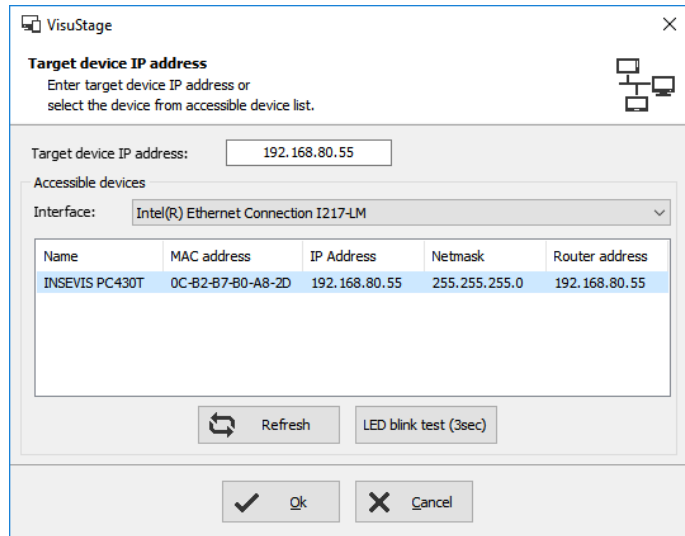 VisuStage
Target device IP address
Enter target device IP address or
select the device from accessible device list.
Target device IP address: 192.168.80.55
Accessible devices
Interface: Intel(R) Ethernet Connection I217-LM
Name MAC address IP Address Netmask Router address
INSEVIS PC430T 0C-B2-B7-B0-A8-2D 192.168.80.55 255.255.255.0 192.168.80.55
Refresh LED blink test (3sec)
Ok Cancel